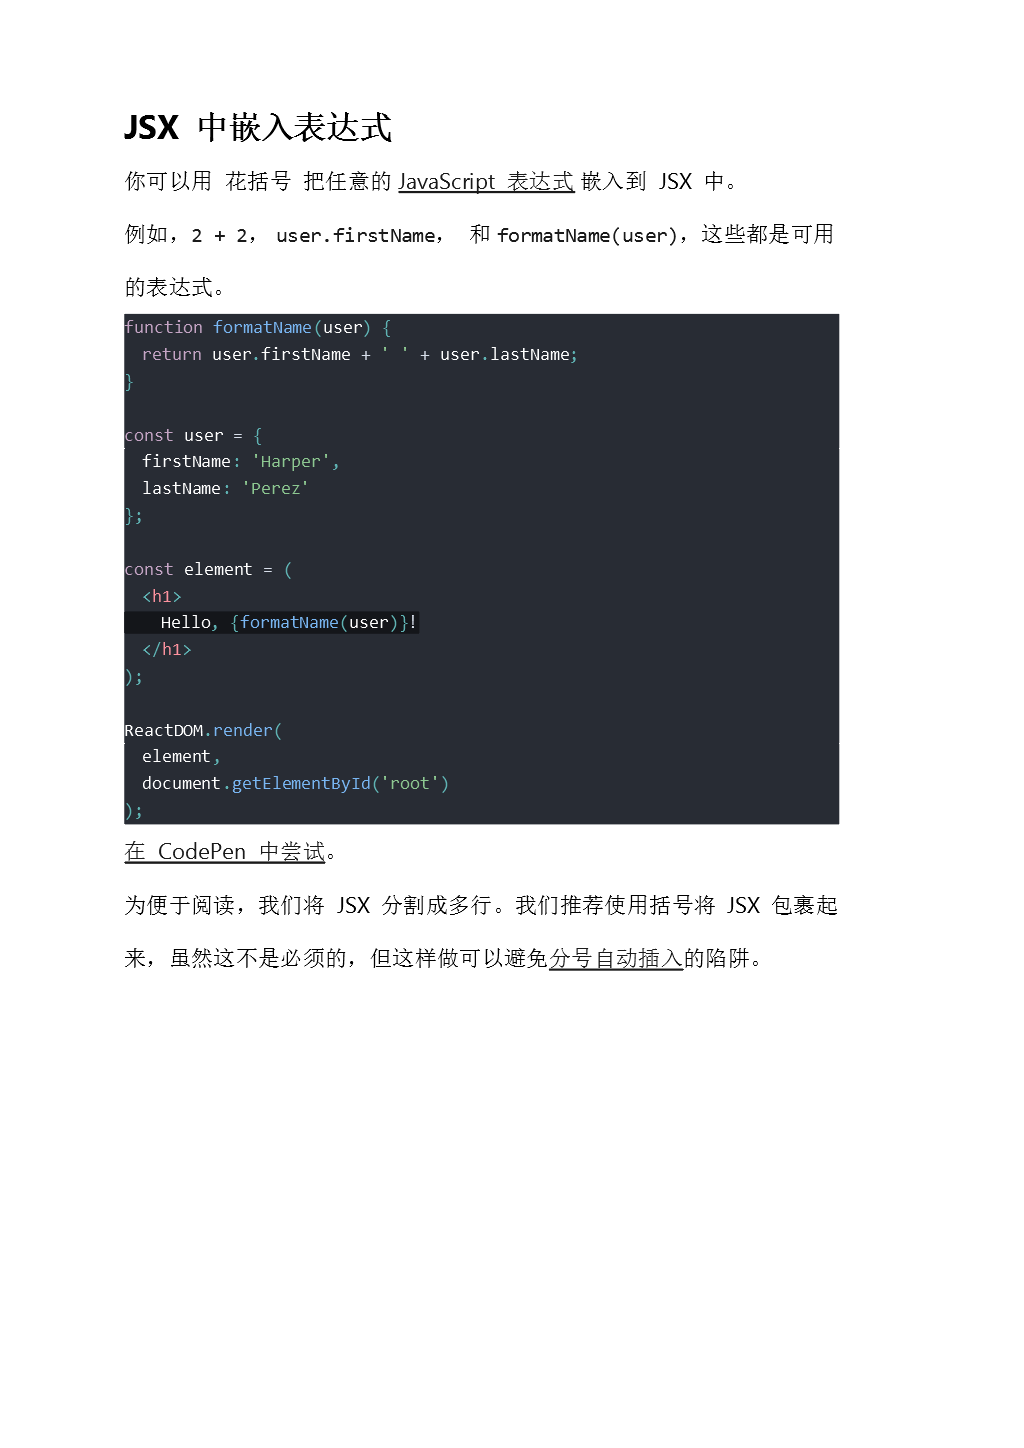 JSX 中嵌入表达式
你可以用 花括号 把任意的 JavaScript 表达式 嵌入到 JSX 中。
例如，2 + 2， user.firstName， 和 formatName(user)，这些都是可用
的表达式。
function formatName(user) {
  return user.firstName + ' ' + user.lastName;
}
const user = {
  firstName: 'Harper',
  lastName: 'Perez'
};
const element = (
  <h1>
    Hello, {formatName(user)}!
  </h1>
);
ReactDOM.render(
  element,
  document.getElementById('root')
);
在 CodePen 中尝试。
为便于阅读，我们将 JSX 分割成多行。我们推荐使用括号将 JSX 包裹起
来，虽然这不是必须的，但这样做可以避免分号自动插入的陷阱。